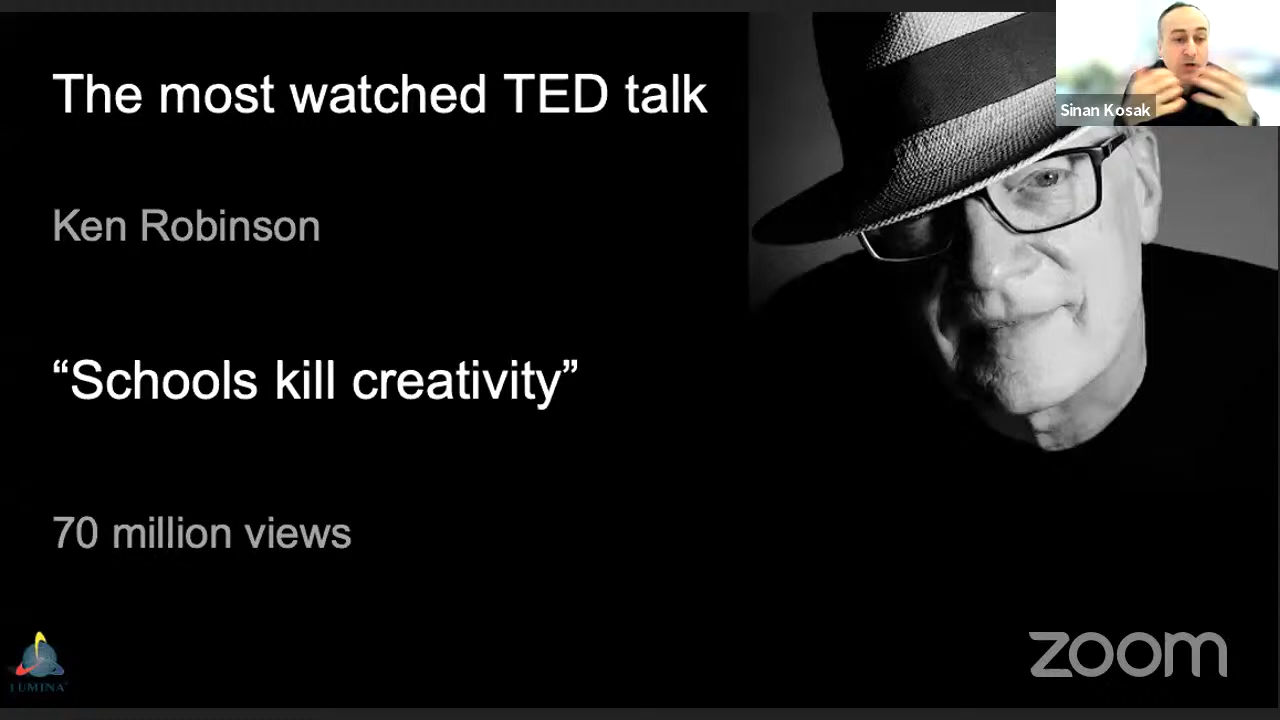 The most watched TED talk
Sinan Kosak
Ken Robinson
“Schools kill creativity”
70 million views
LUMINA
zoom